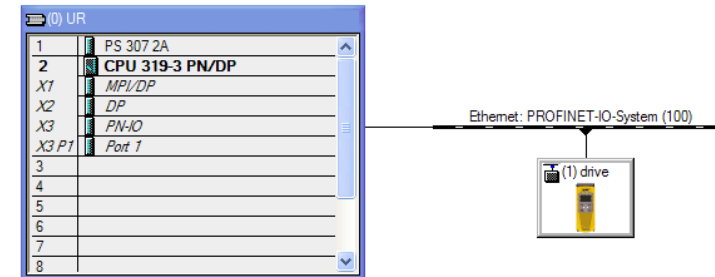 (0) UR
1 PS 307 2A
2 CPU 319-3 PN/DP
X1 MPI/DP
X2 DP
X3 PN-IO
X3 P1 Port 1
3
4
5
6
7
8
Ethernet: PROFINET-IO-System (100)
(1) drive